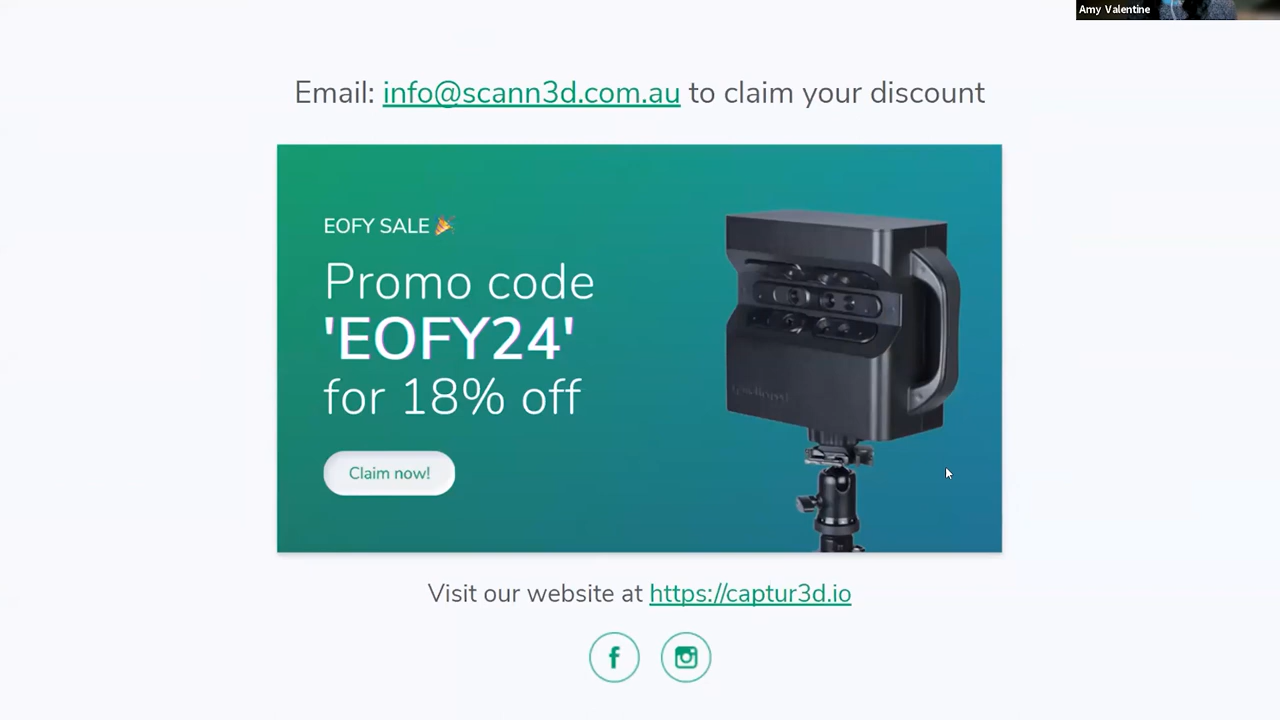 Amy Valentine
Email: info@scann3d.com.au to claim your discount
EOFY SALE 🎉
Promo code
'EOFY24'
for 18% off
Claim now!
Visit our website at https://captur3d.io